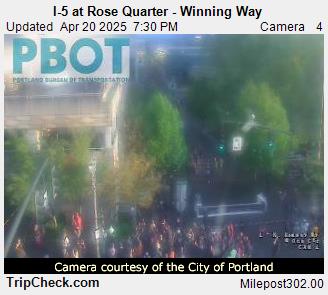 I-5 at Rose Quarter - Winning Way
Updated Apr 20 2025 7:30 PM Camera 4
PBOT
PORTLAND BUREAU OF TRANSPORTATION
Camera courtesy of the City of Portland
TripCheck.com Milepost302.00